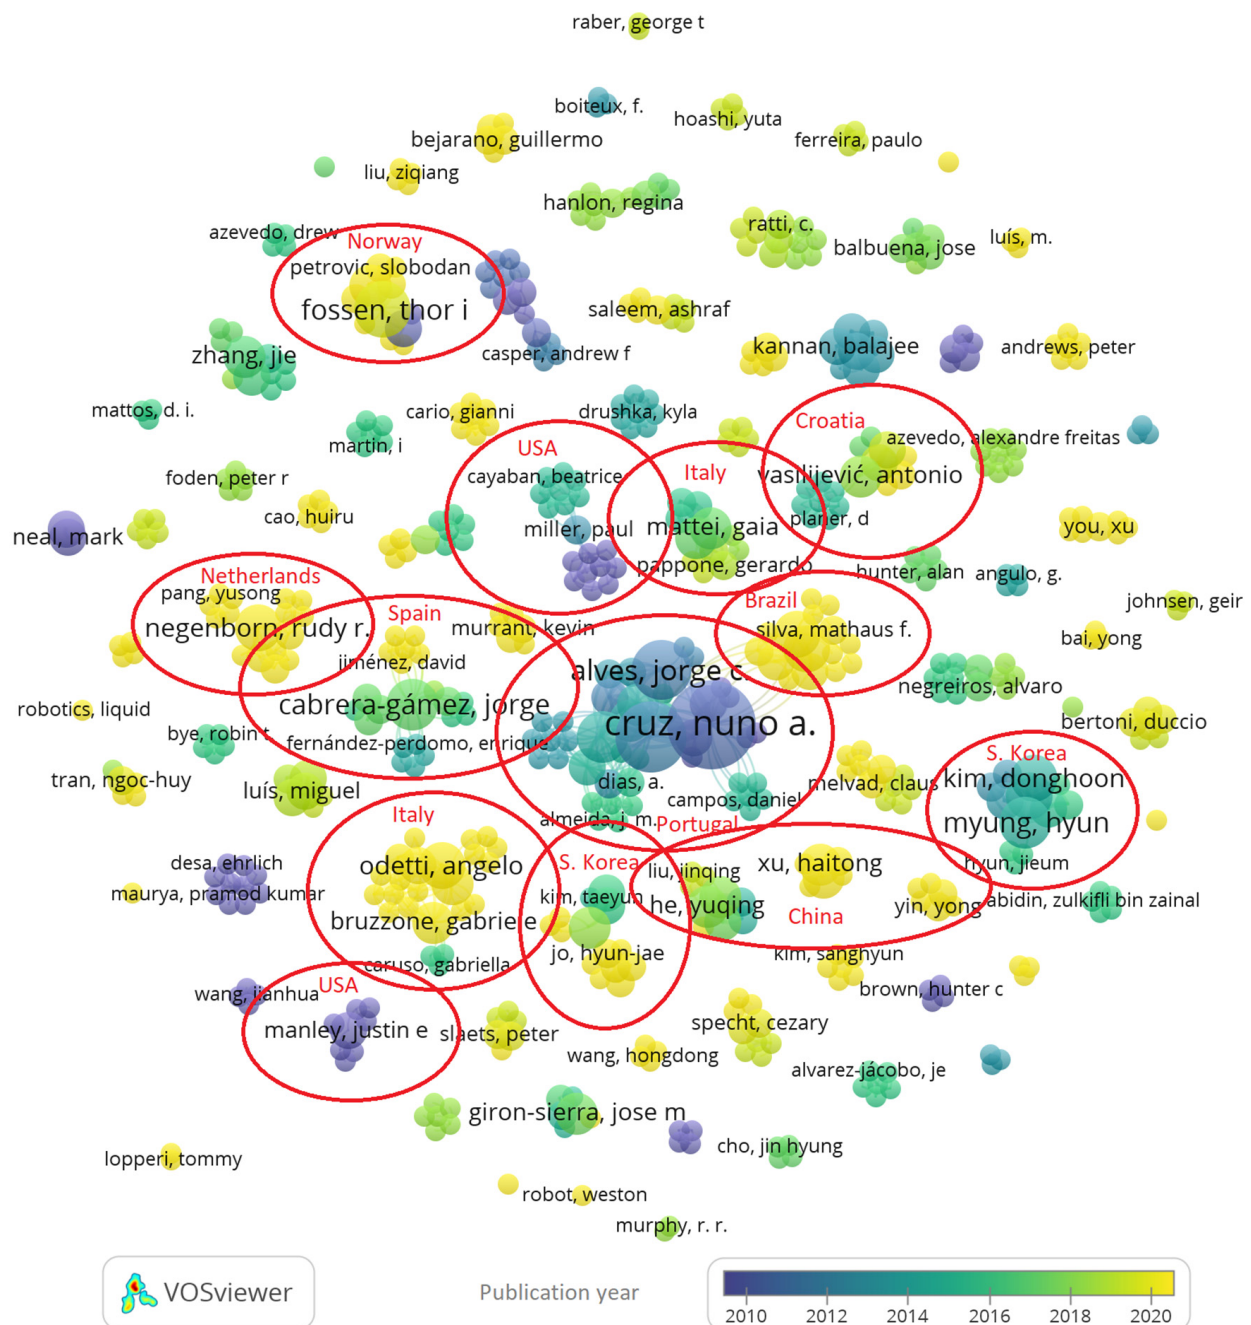 raber, george t
boiteux, f.
hoashi, yuta
bejarano, guillermo
ferreira, paulo
liu, ziqiang
hanlon, regina
azevedo, drew
Norway
ratti, c.
balbuena, jose
luís, m.
petrovic, slobodan
fossen, thor i
saleem, ashraf
zhang, jie
casper, andrew f
kannan, balajee
andrews, peter
mattos, d. i.
cario, gianni
drushka, kyla
martin, i
Croatia
azevedo, alexandre freitas
USA
Italy
foden, peter r
cayaban, beatrice
vasilijević, antonio
cao, huiru
planer, d
neal, mark
miller, paul
mattei, gaia
you, xu
pappone, gerardo
hunter, alan
angulo, g.
Netherlands
pang, yusong
Brazil
johnsen, geir
Spain
negenborn, rudy r.
murrant, kevin
silva, mathaus f.
bai, yong
jiménez, david
alves, jorge c.
negreiros, alvaro
robotics, liquid
cabrera-gámez, jorge
cruz, nuno a.
bertoni, duccio
bye, robin t
fernández-perdomo, enrique
S. Korea
tran, ngoc-huy
dias, a.
melvad, claus
kim, donghoon
luís, miguel
campos, daniel
Italy
almeida, j. m.
Portugal
myung, hyun
desa, ehrlich
odetti, angelo
S. Korea
liu, jinqing
xu, haitong
hyun, jieum
maurya, pramod kumar
kim, taeyun
he, yuqing
yin, yong
abidin, zulkifli bin zainal
bruzzone, gabriele
China
jo, hyun-jae
kim, sanghyun
caruso, gabriella
USA
wang, jianhua
brown, hunter c
manley, justin e
slaets, peter
specht, cezary
wang, hongdong
alvarez-jácobo, je
giron-sierra, jose m
cho, jin hyung
lopperi, tommy
robot, weston
murphy, r. r.
VOSviewer
Publication year
2010 2012 2014 2016 2018 2020